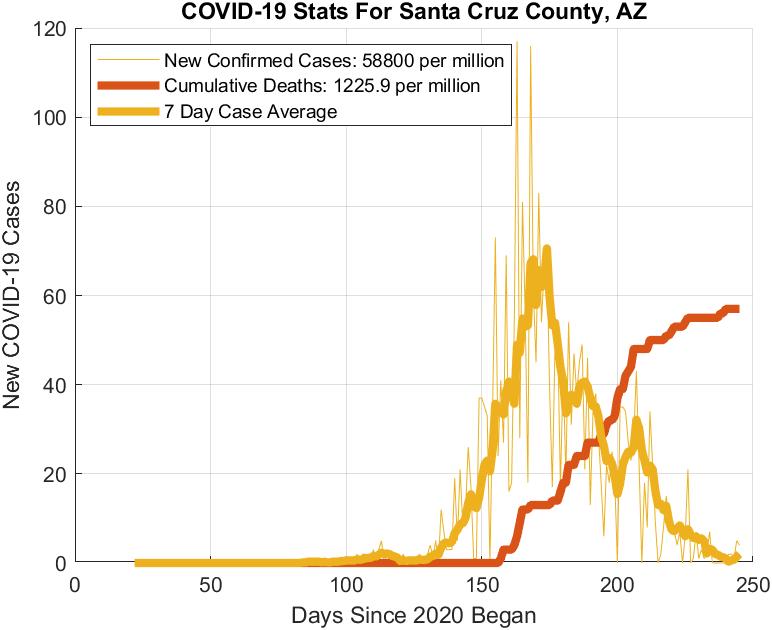 COVID-19 Stats For Santa Cruz County, AZ
New Confirmed Cases: 58800 per million
Cumulative Deaths: 1225.9 per million
7 Day Case Average
120
100
80
60
40
20
0
New COVID-19 Cases
0 50 100 150 200 250
Days Since 2020 Began